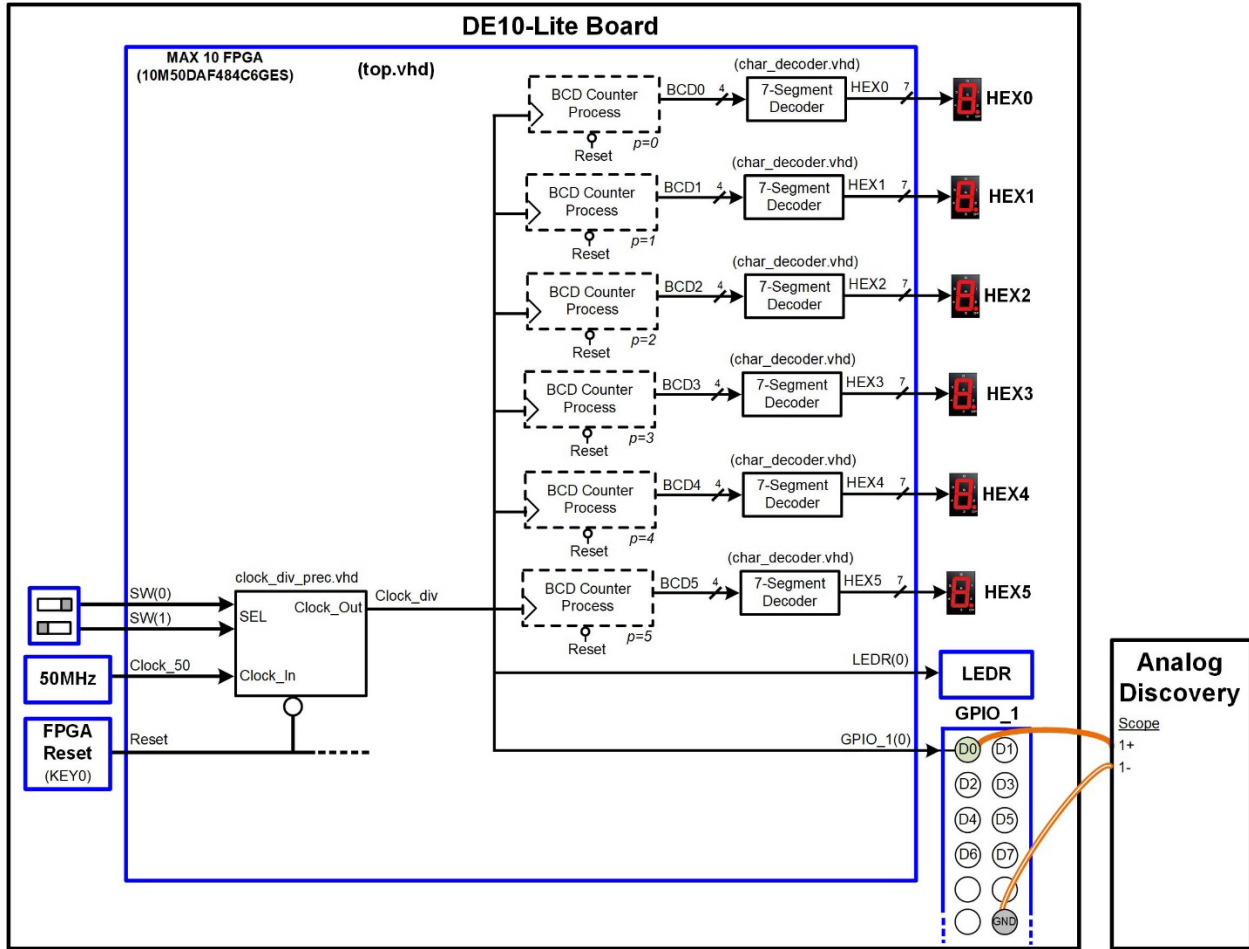 DE10-Lite Board
MAX 10 FPGA
(10M50DAF484C6GES)
(top.vhd)
BCD Counter
Process
p=0
Reset
BCD0
4
(char_decoder.vhd)
7-Segment
Decoder
HEX0
7
HEX0
BCD Counter
Process
p=1
Reset
BCD1
4
(char_decoder.vhd)
7-Segment
Decoder
HEX1
7
HEX1
BCD Counter
Process
p=2
Reset
BCD2
4
(char_decoder.vhd)
7-Segment
Decoder
HEX2
7
HEX2
BCD Counter
Process
p=3
Reset
BCD3
4
(char_decoder.vhd)
7-Segment
Decoder
HEX3
7
HEX3
BCD Counter
Process
p=4
Reset
BCD4
4
(char_decoder.vhd)
7-Segment
Decoder
HEX4
7
HEX4
BCD Counter
Process
p=5
Reset
BCD5
4
(char_decoder.vhd)
7-Segment
Decoder
HEX5
7
HEX5
SW(0)
SW(1)
clock_div_prec.vhd
SEL
Clock_Out
Clock_In
Clock_div
50MHz
Clock_50
FPGA
Reset
(KEY0)
Reset
LEDR(0)
LEDR
GPIO_1
GPIO_1(0)
D0 D1
D2 D3
D4 D5
D6 D7
GND
Analog
Discovery
Scope
1+
1-